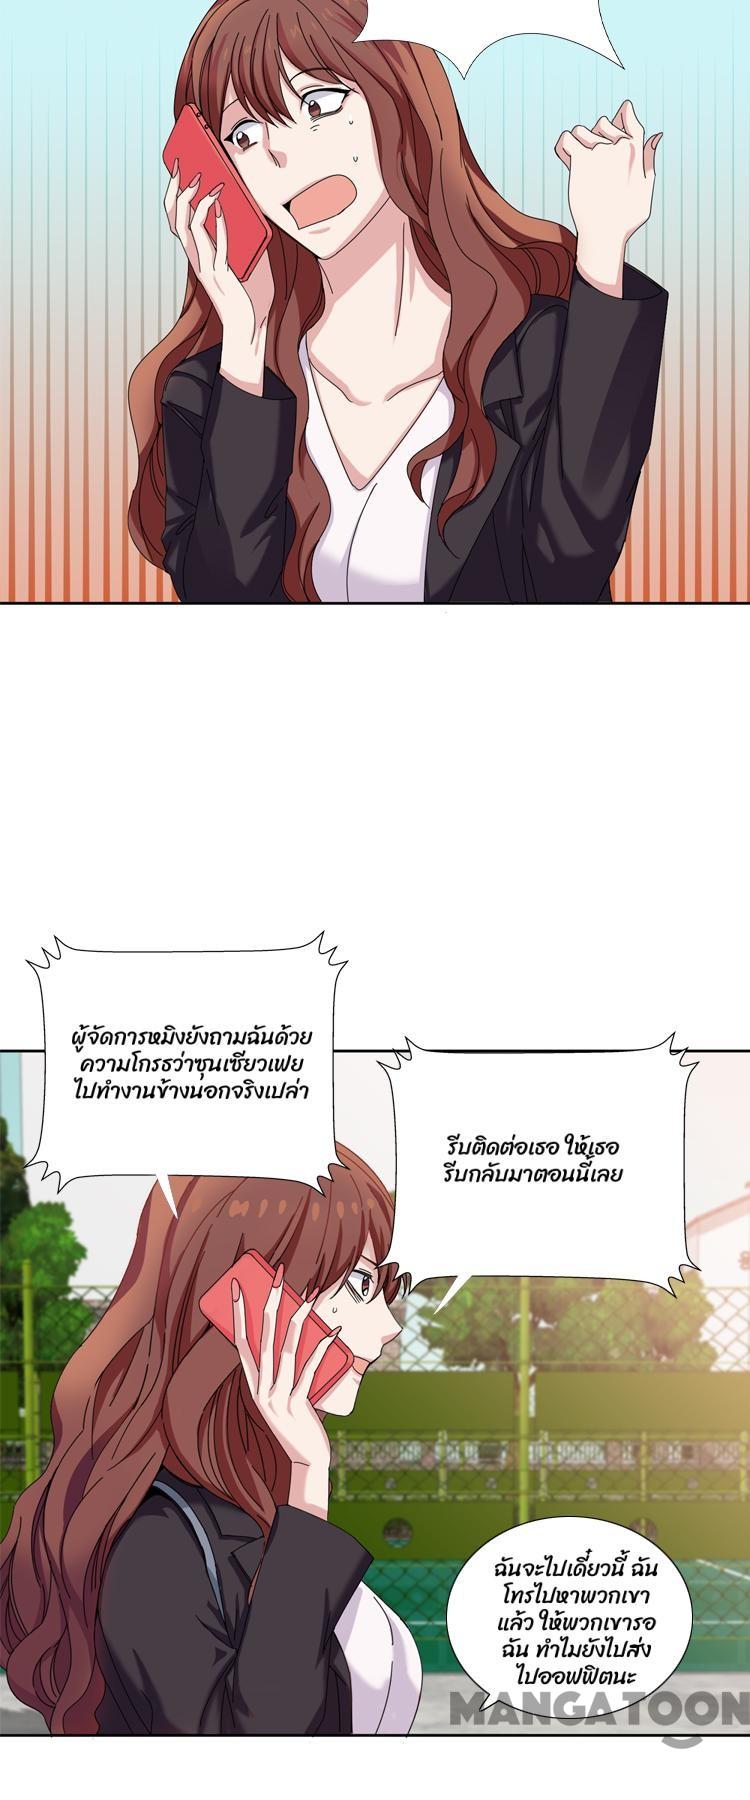 ผู้จัดการหมิงยังถามฉันด้วย
ความโกรธว่าซุนเซียวเฟย
ไปทำงานข้างนอกจริงเปล่า
รีบติดต่อเธอ ให้เธอ
รีบกลับมาตอนนี้เลย
ฉันจะไปเดี๋ยวนี้ ฉัน
โทรไปหาพวกเขา
แล้ว ให้พวกเขารอ
ฉัน ทำไมยังไปส่ง
ไปออฟฟิตนะ
MANGATOON